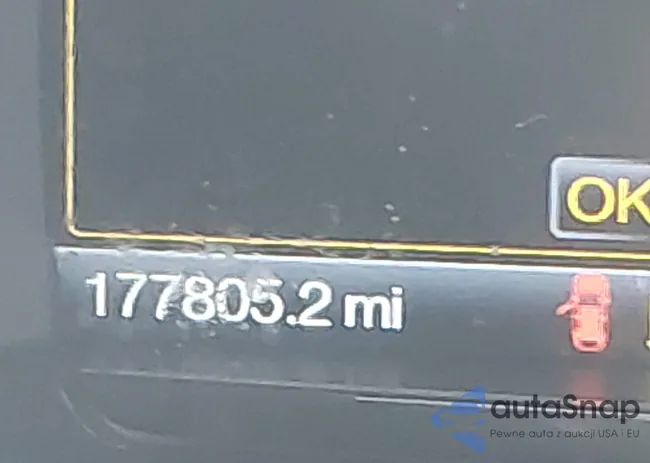 OK
177805.2 mi
autaSnap
Pewne auta z aukcji USA i EU